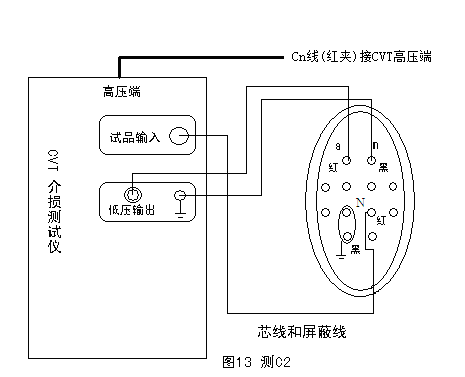 Cn线(红夹)接CVT高压端
高压端
试品输入
CVT 介损测试仪
低压输出
a
n
红
黑
N
红
黑
芯线和屏蔽线
图13 测C2